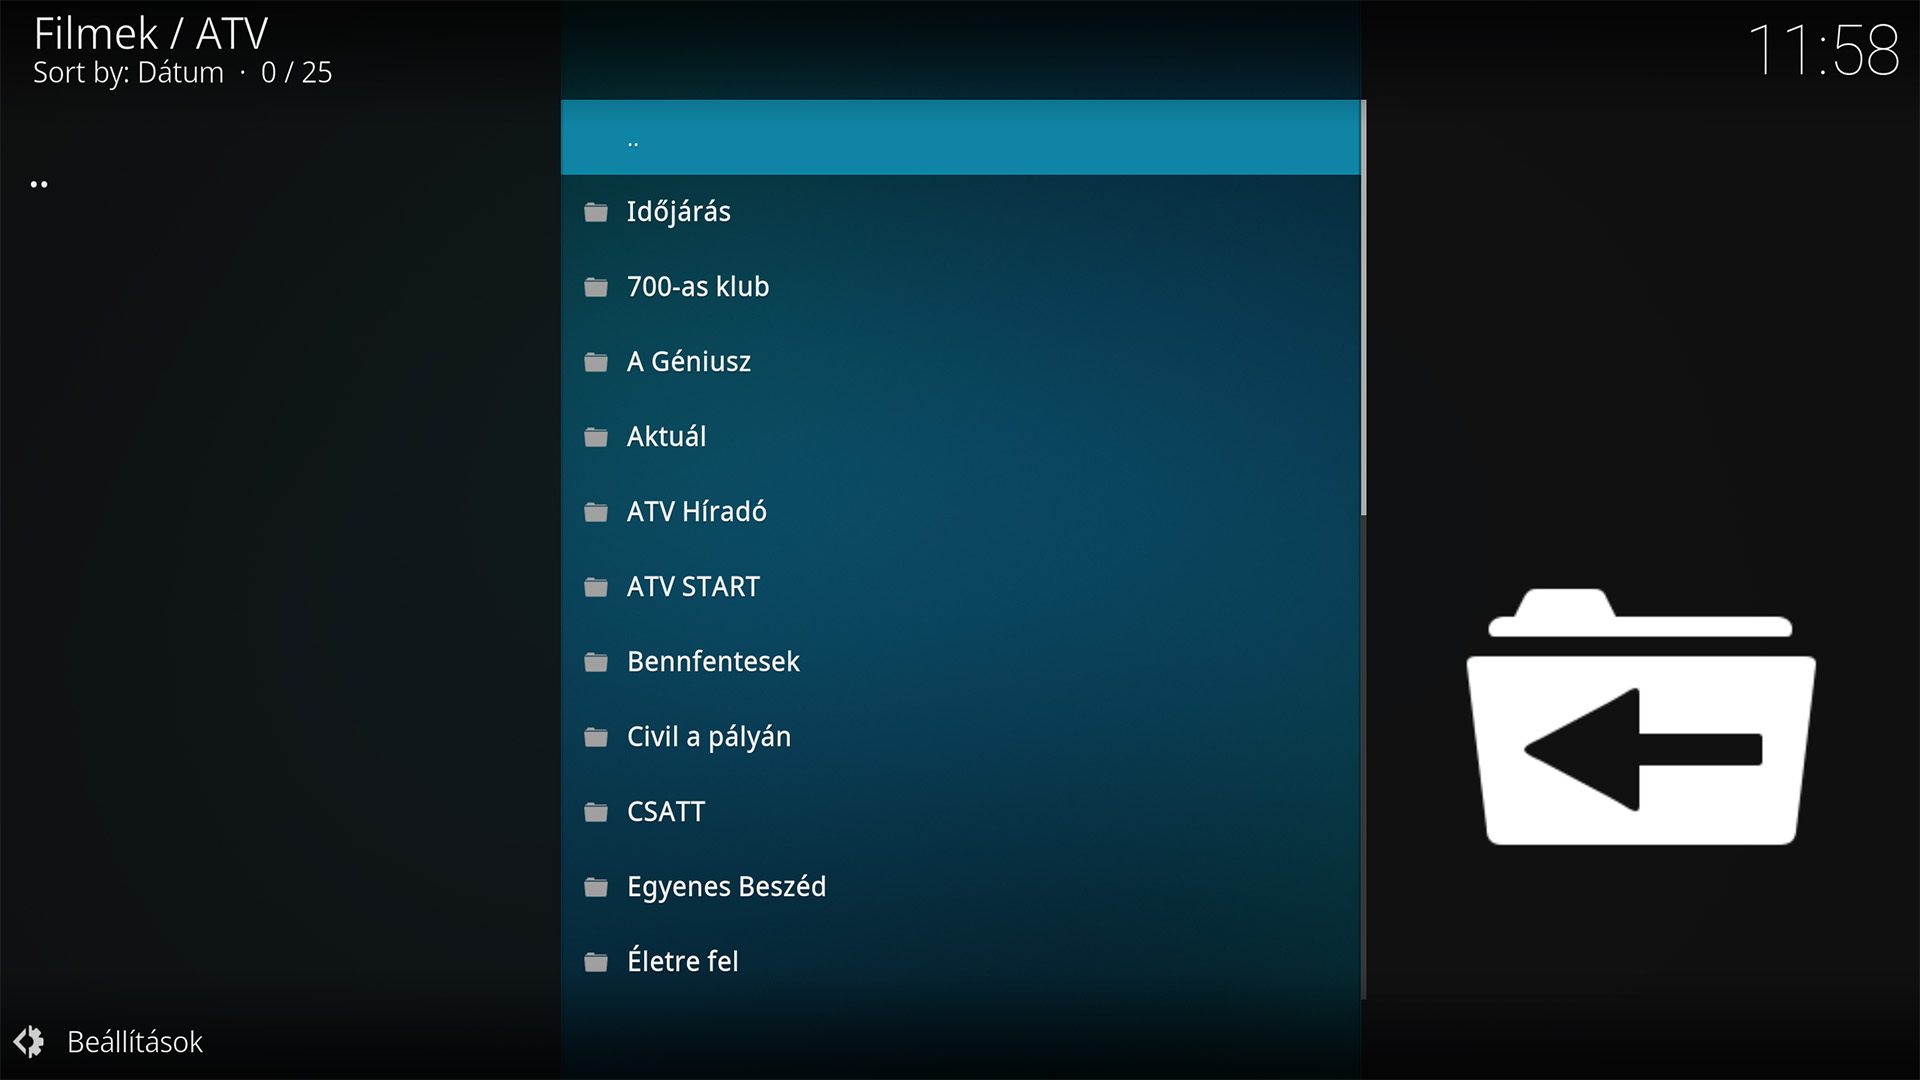 Filmek / ATV
Sort by: Dátum · 0 / 25
11:58
..
..
Időjárás
700-as klub
A Géniusz
Aktuál
ATV Híradó
ATV START
Bennfentesek
Civil a pályán
CSATT
Egyenes Beszéd
Életre fel
Beállítások